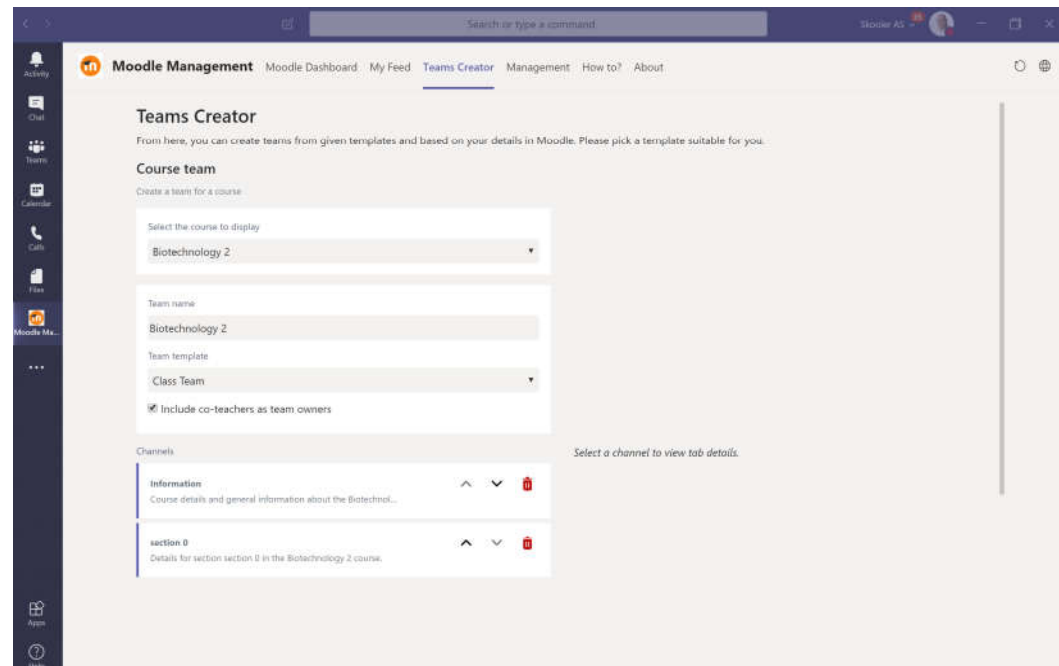 Search or type a command
Skooler AS
Activity
Chat
Teams
Calendar
Calls
Files
Moodle Ma...
Apps
Help
Moodle Management
Moodle Dashboard
My Feed
Teams Creator
Management
How to?
About
Teams Creator
From here, you can create teams from given templates and based on your details in Moodle. Please pick a template suitable for you.
Course team
Create a team for a course
Select the course to display
Biotechnology 2
Team name
Biotechnology 2
Team template
Class Team
Include co-teachers as team owners
Channels
Select a channel to view tab details.
Information
Course details and general information about the Biotechnol...
section 0
Details for section section 0 in the Biotechnology 2 course.